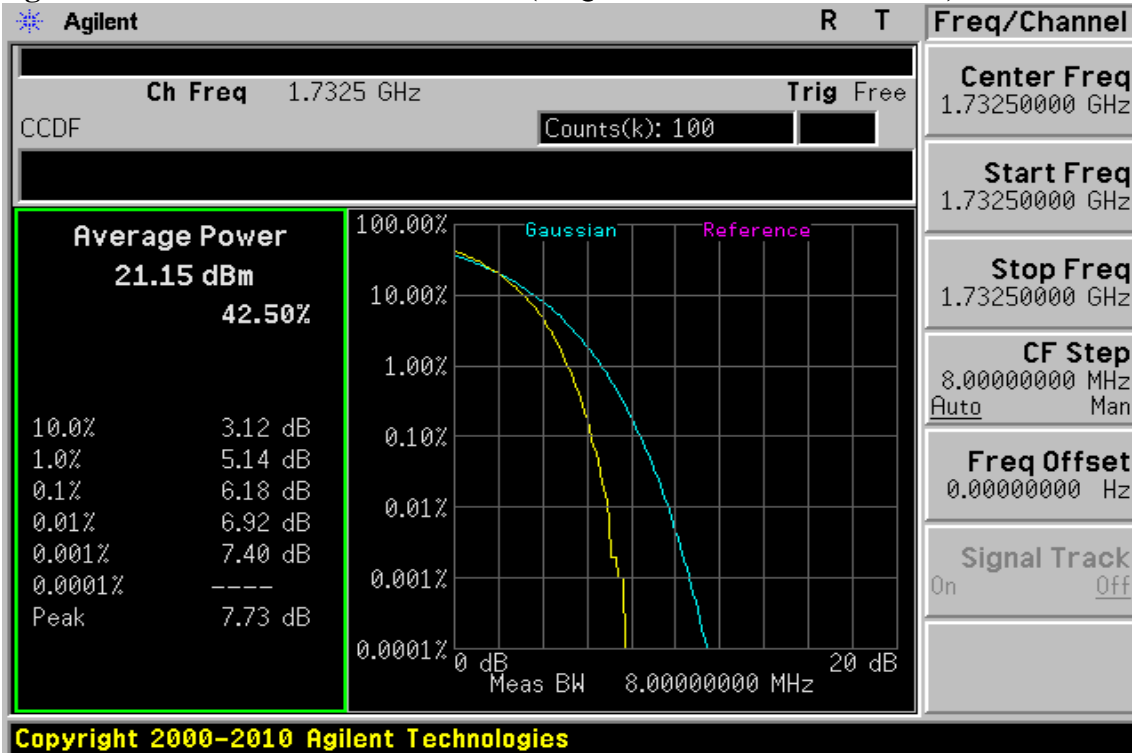 Agilent R T
Ch Freq 1.7325 GHz Trig Free
CCDF Counts(k): 100
Average Power
21.15 dBm
42.50%
10.0% 3.12 dB
1.0% 5.14 dB
0.1% 6.18 dB
0.01% 6.92 dB
0.001% 7.40 dB
0.0001% ----
Peak 7.73 dB
100.00%
10.00%
1.00%
0.10%
0.01%
0.001%
0.0001%
Gaussian Reference
0 dB 20 dB
Meas BW 8.00000000 MHz
Freq/Channel
Center Freq
1.73250000 GHz
Start Freq
1.73250000 GHz
Stop Freq
1.73250000 GHz
CF Step
8.00000000 MHz
Auto Man
Freq Offset
0.00000000 Hz
Signal Track
On Off
Copyright 2000-2010 Agilent Technologies